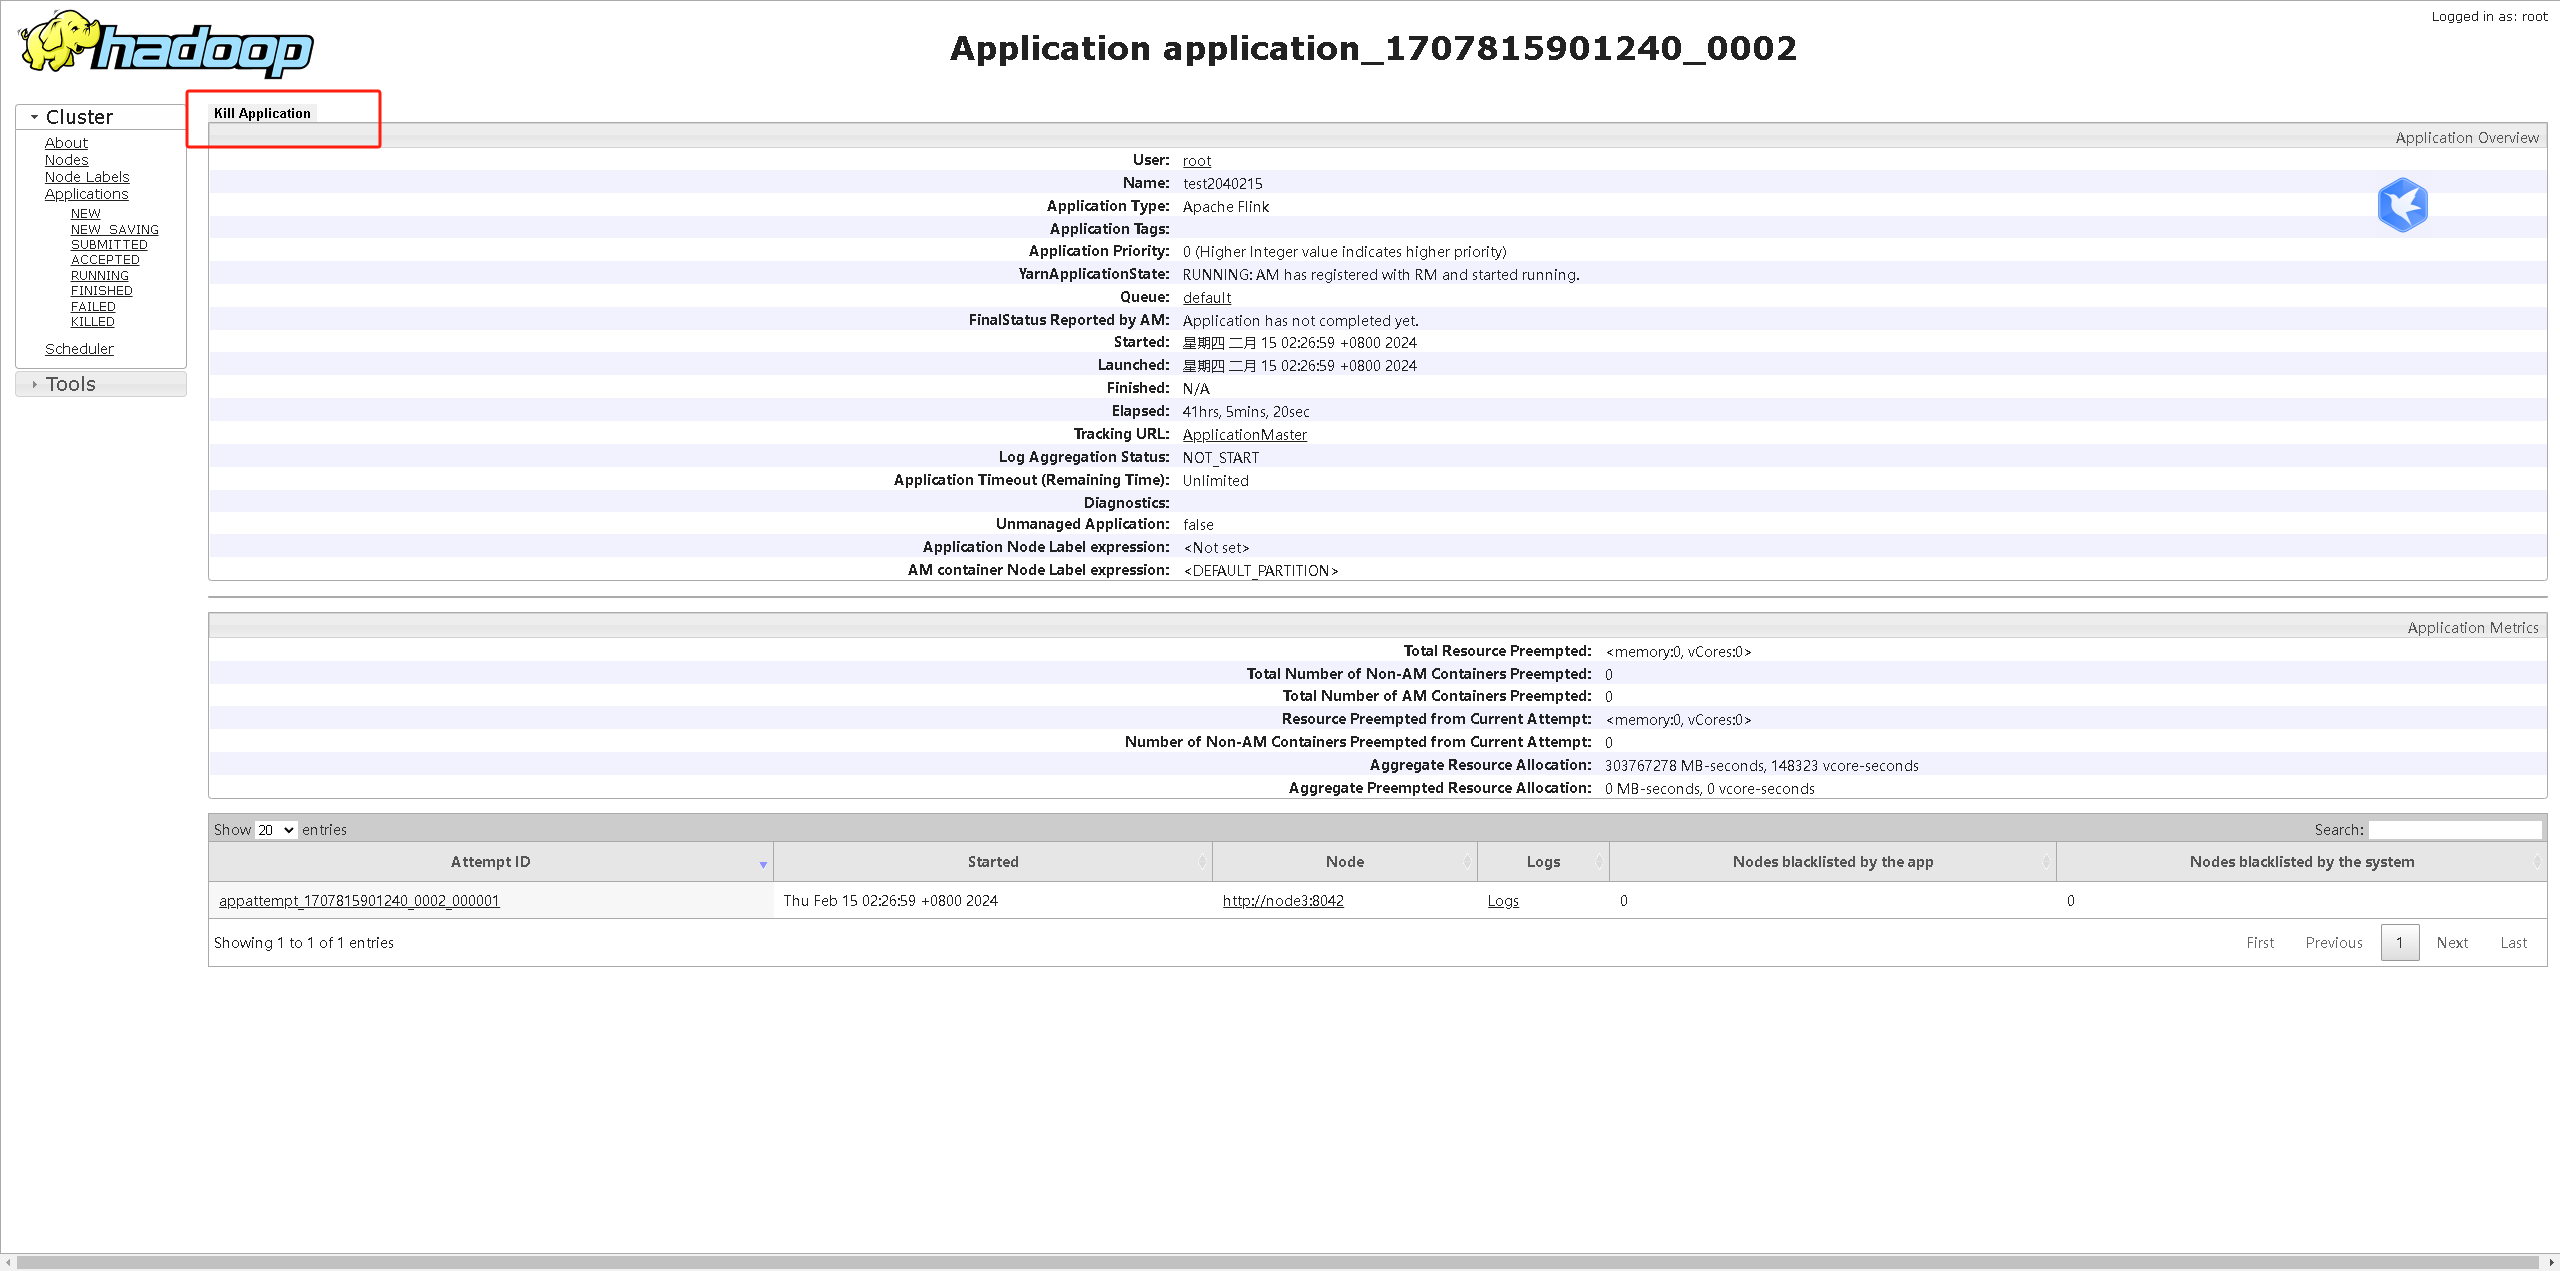 hadoop
Logged in as: root
Application application_1707815901240_0002
Cluster
About
Nodes
Node Labels
Applications
NEW
NEW_SAVING
SUBMITTED
ACCEPTED
RUNNING
FINISHED
FAILED
KILLED
Scheduler
Tools
Kill Application
Application Overview
User: root
Name: test2040215
Application Type: Apache Flink
Application Tags:
Application Priority: 0 (Higher Integer value indicates higher priority)
YarnApplicationState: RUNNING: AM has registered with RM and started running.
Queue: default
FinalStatus Reported by AM: Application has not completed yet.
Started: 星期四 二月 15 02:26:59 +0800 2024
Launched: 星期四 二月 15 02:26:59 +0800 2024
Finished: N/A
Elapsed: 41hrs, 5mins, 20sec
Tracking URL: ApplicationMaster
Log Aggregation Status: NOT_START
Application Timeout (Remaining Time): Unlimited
Diagnostics:
Unmanaged Application: false
Application Node Label expression: <Not set>
AM container Node Label expression: <DEFAULT_PARTITION>
Application Metrics
Total Resource Preempted: <memory:0, vCores:0>
Total Number of Non-AM Containers Preempted: 0
Total Number of AM Containers Preempted: 0
Resource Preempted from Current Attempt: <memory:0, vCores:0>
Number of Non-AM Containers Preempted from Current Attempt: 0
Aggregate Resource Allocation: 303767278 MB-seconds, 148323 vcore-seconds
Aggregate Preempted Resource Allocation: 0 MB-seconds, 0 vcore-seconds
Show 20 entries Search:
Attempt ID Started Node Logs Nodes blacklisted by the app Nodes blacklisted by the system
appattempt_1707815901240_0002_000001 Thu Feb 15 02:26:59 +0800 2024 http://node3:8042 Logs 0 0
Showing 1 to 1 of 1 entries First Previous 1 Next Last